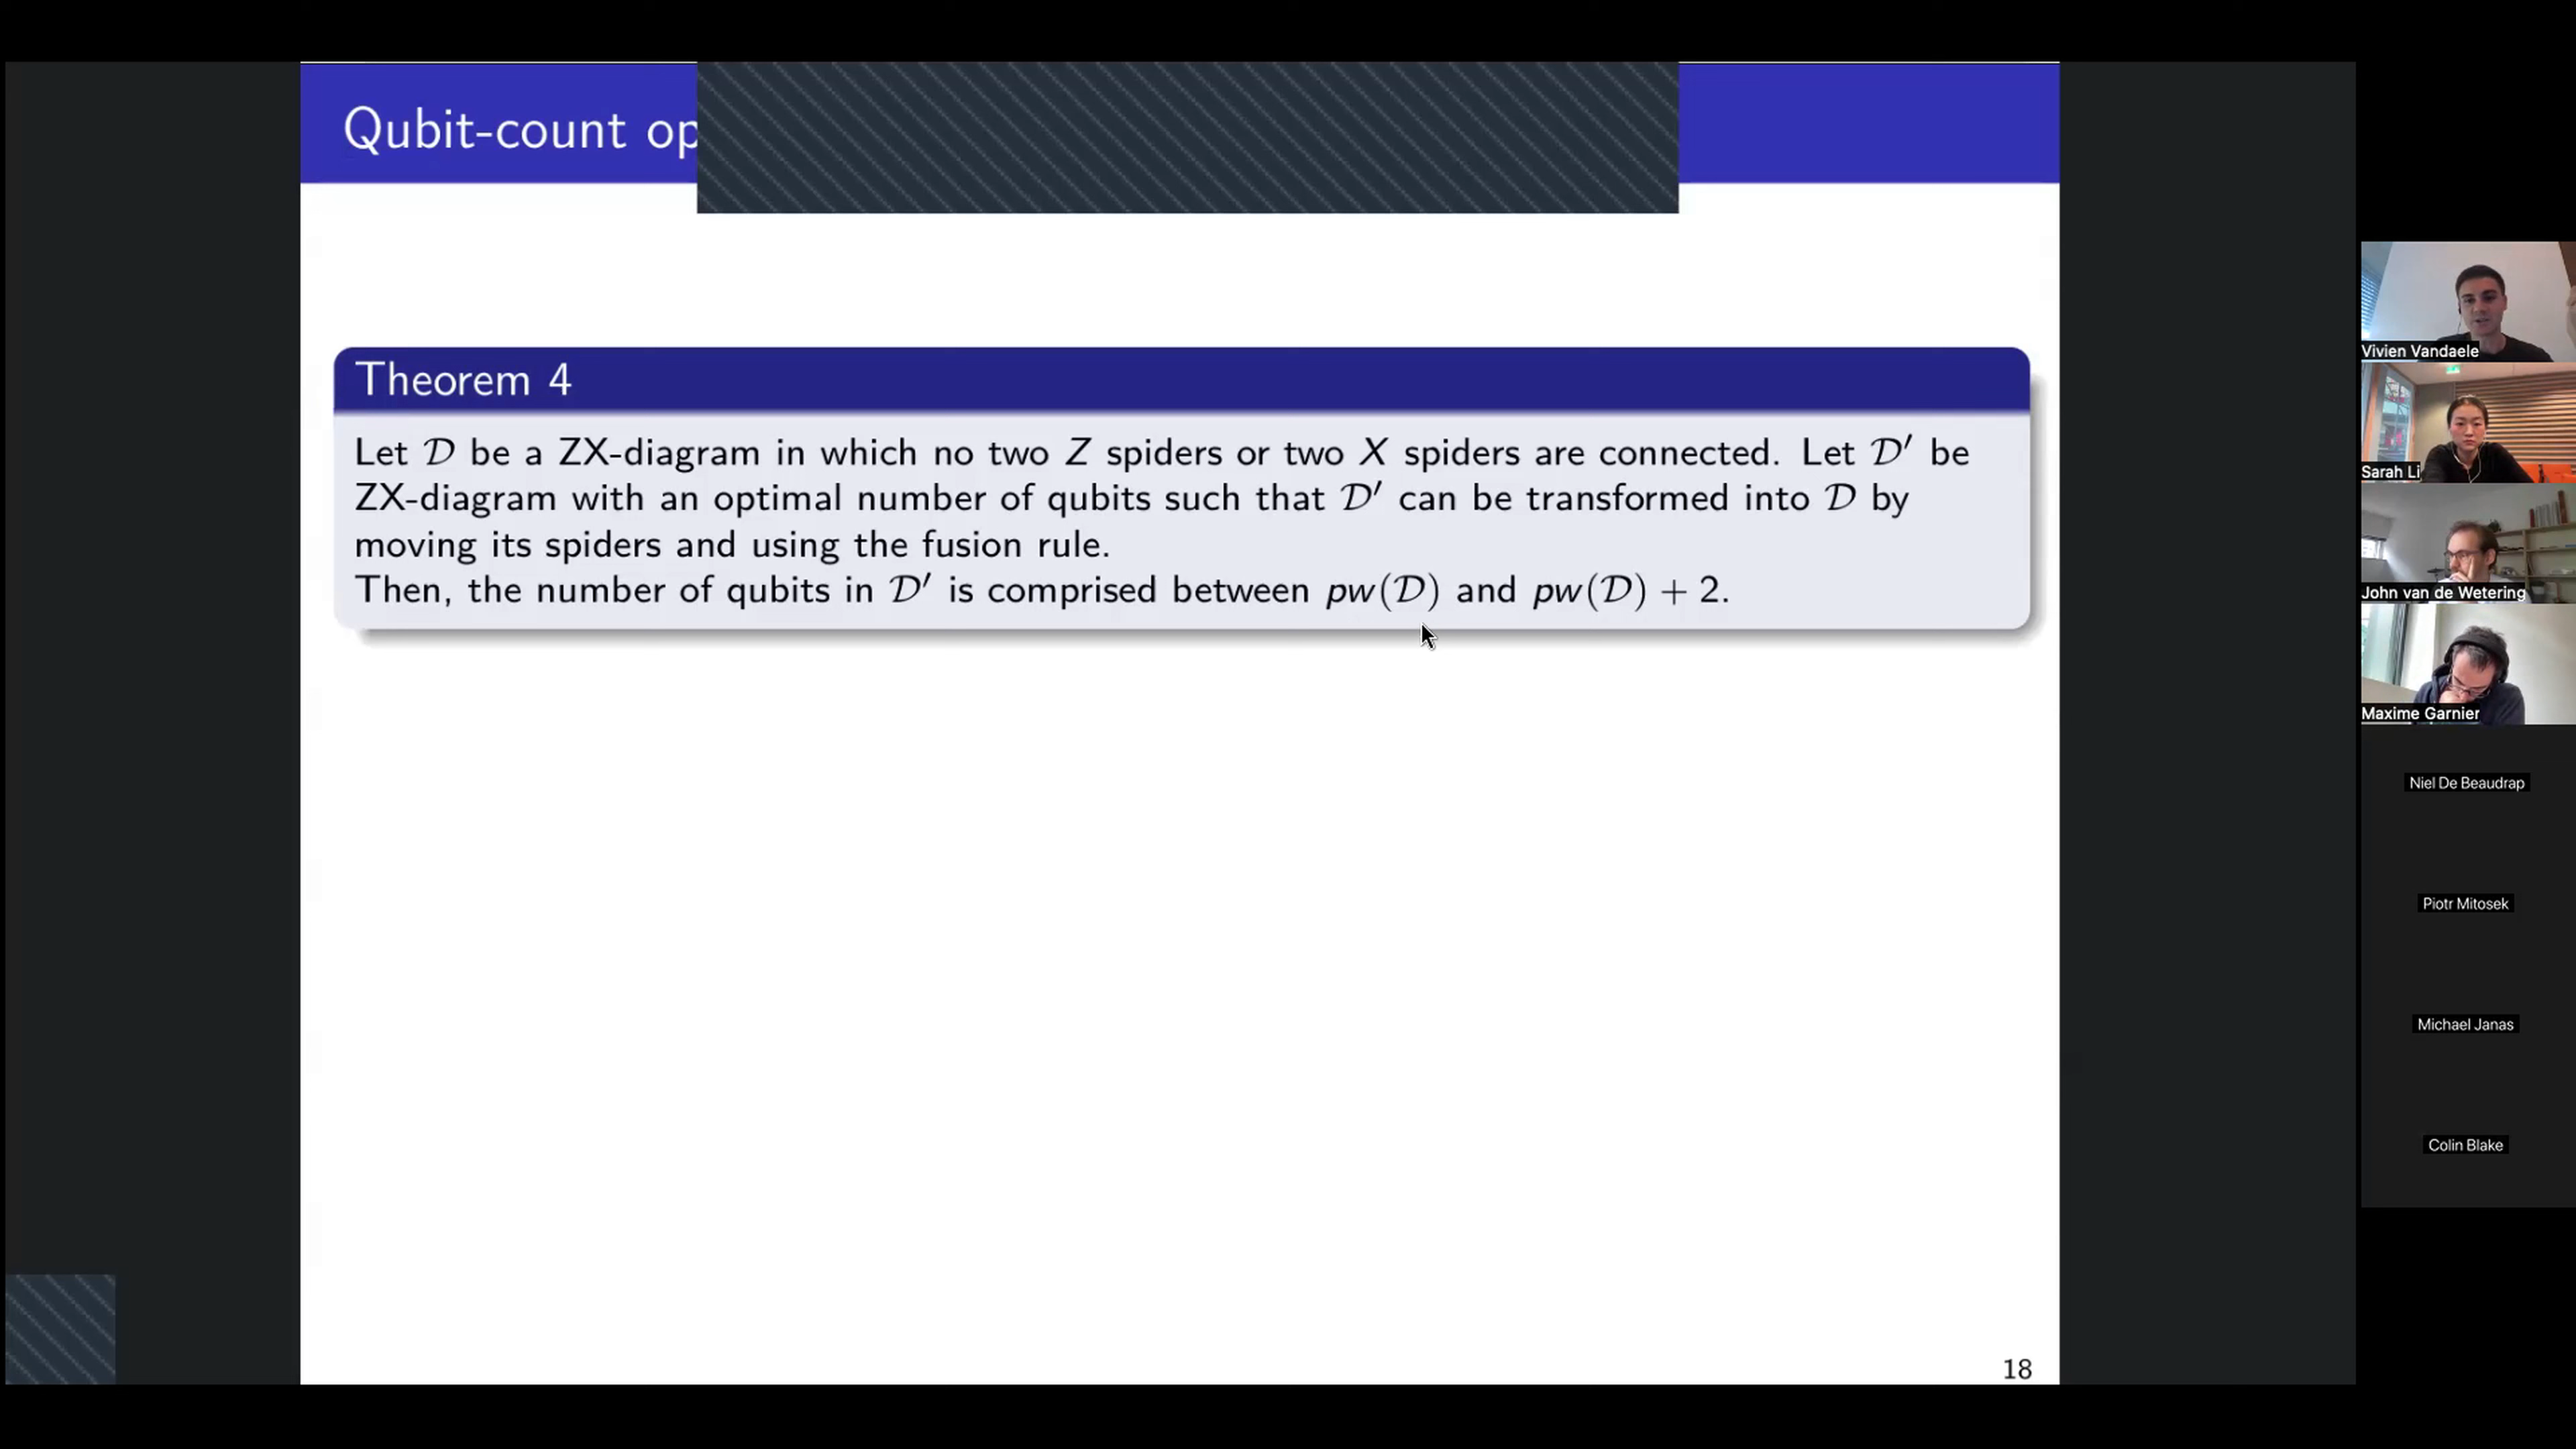 Qubit-count op
Theorem 4
Let 𝒟 be a ZX-diagram in which no two Z spiders or two X spiders are connected. Let 𝒟′ be
ZX-diagram with an optimal number of qubits such that 𝒟′ can be transformed into 𝒟 by
moving its spiders and using the fusion rule.
Then, the number of qubits in 𝒟′ is comprised between pw(𝒟) and pw(𝒟) + 2.
18
Vivien Vandaele
Sarah Li
John van de Wetering
Maxime Garnier
Niel De Beaudrap
Piotr Mitosek
Michael Janas
Colin Blake